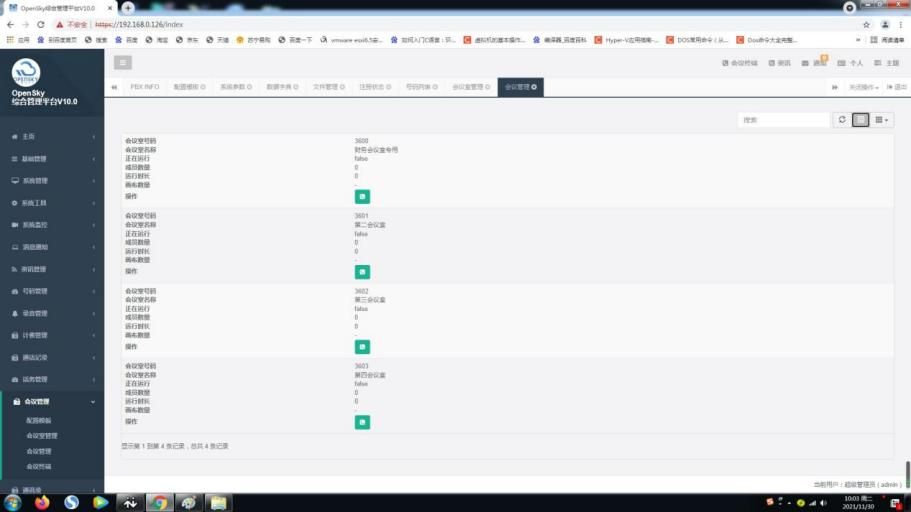 OpenSky综合管理平台V10.0
不安全 | https://192.168.0.126/index
应用 到百度首页 搜索 百度 淘宝 京东 天猫 苏宁易购 百度一下 vmware esxi6.5安... 如何入门C语言：环... 虚拟机的基本操作... 编译器_百度百科 Hyper-V应用指南-... DOS常用命令（从... Dos命令大全完整... » 阅读清单
OPENSKY
OpenSky
综合管理平台V10.0
会议终端 资讯 通知 个人 主题
PBX INFO 配置模板 系统参数 数据字典 文件管理 注册状态 号码列表 会议室管理 会议管理 关闭操作 退出
主页
基础管理
系统管理
系统工具
系统监控
消息通知
资讯管理
号码管理
录音管理
计费管理
通话记录
话务管理
会议管理
配置模板
会议室管理
会议管理
会议终端
通讯录
搜索
会议室号码 3600
会议室名称 财务会议室专用
正在运行 false
成员数量 0
运行时长 0
画布数量 -
操作
会议室号码 3601
会议室名称 第二会议室
正在运行 false
成员数量 0
运行时长 0
画布数量 -
操作
会议室号码 3602
会议室名称 第三会议室
正在运行 false
成员数量 0
运行时长 0
画布数量 -
操作
会议室号码 3603
会议室名称 第四会议室
正在运行 false
成员数量 0
运行时长 0
画布数量 -
操作
显示第 1 到第 4 条记录，总共 4 条记录
当前用户：超级管理员（admin）
10:03 周二
2021/11/30